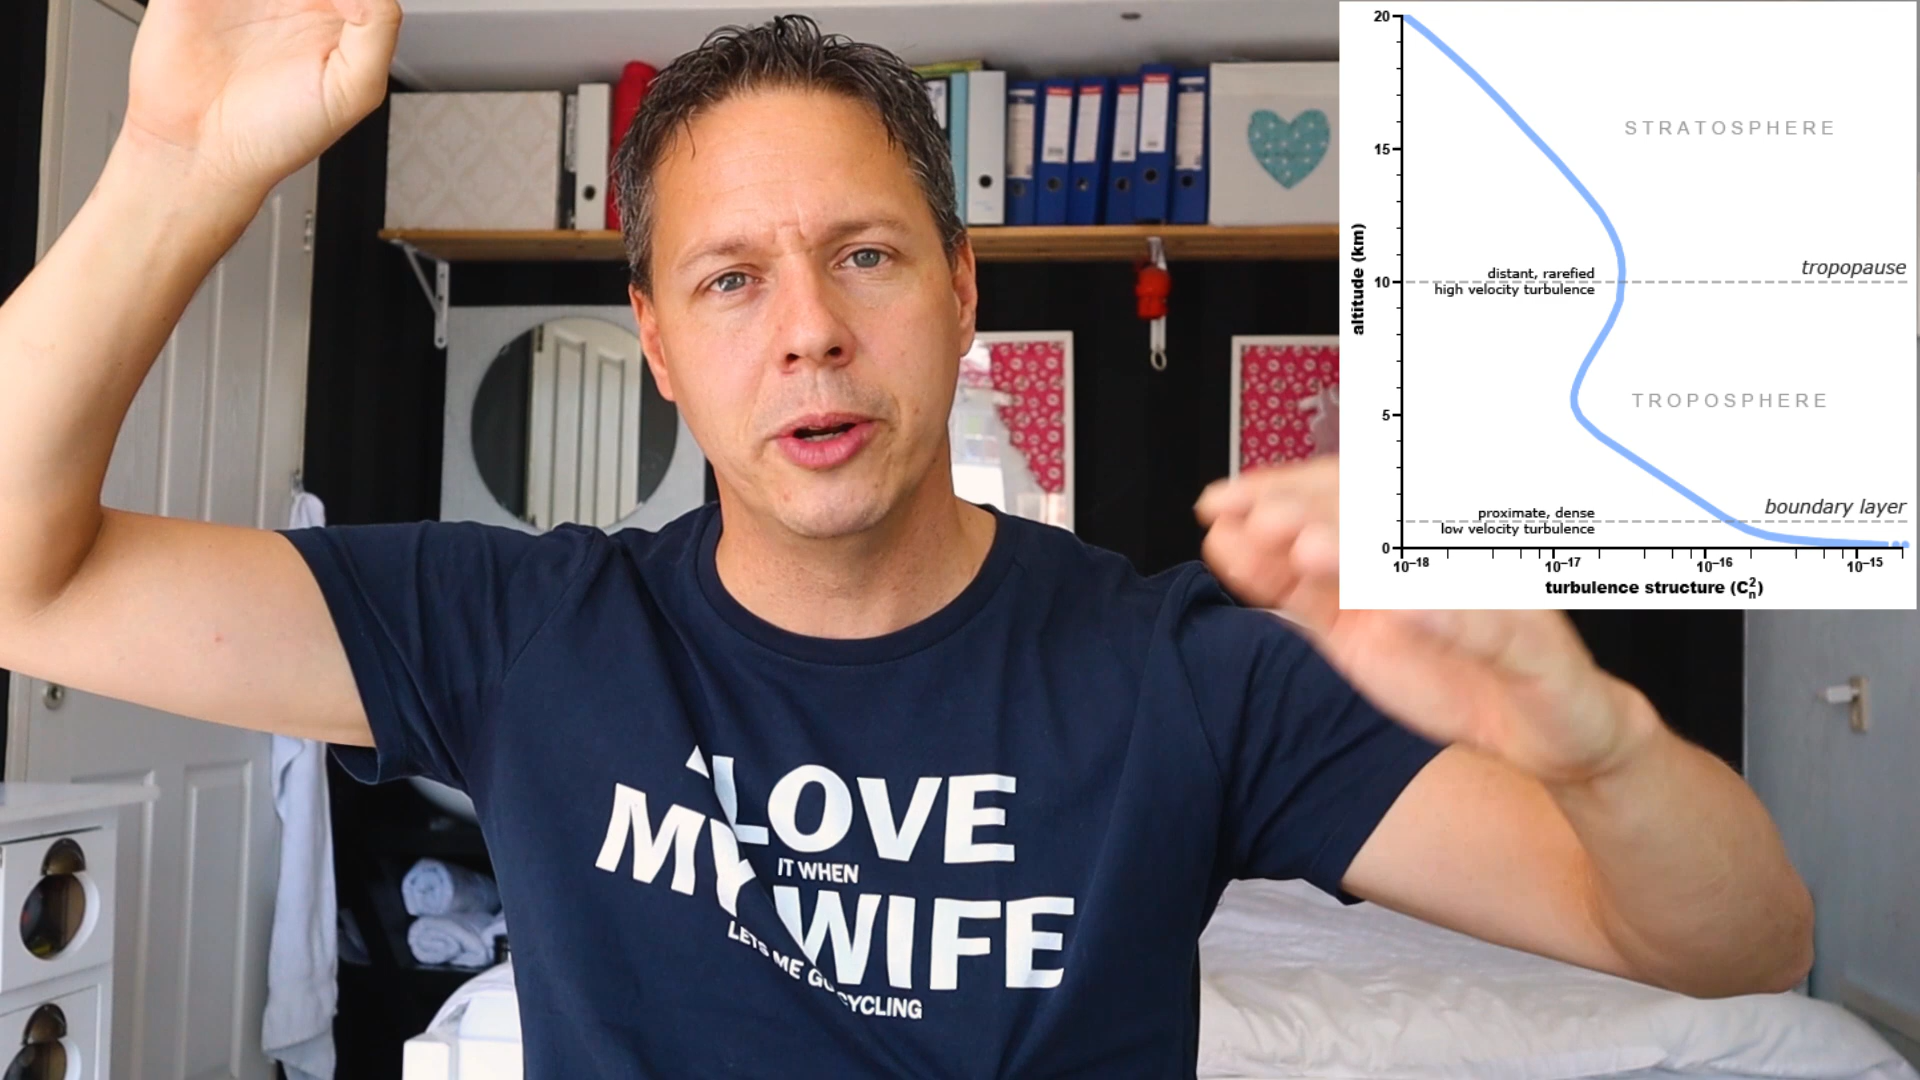 I LOVE
IT WHEN
MY WIFE
LETS ME GO CYCLING
20
STRATOSPHERE
15
altitude (km)
tropopause
distant, rarefied
10
high velocity turbulence
TROPOSPHERE
5
boundary layer
proximate, dense
low velocity turbulence
0
10-18 10-17 10-16 10-15
turbulence structure (C2n)